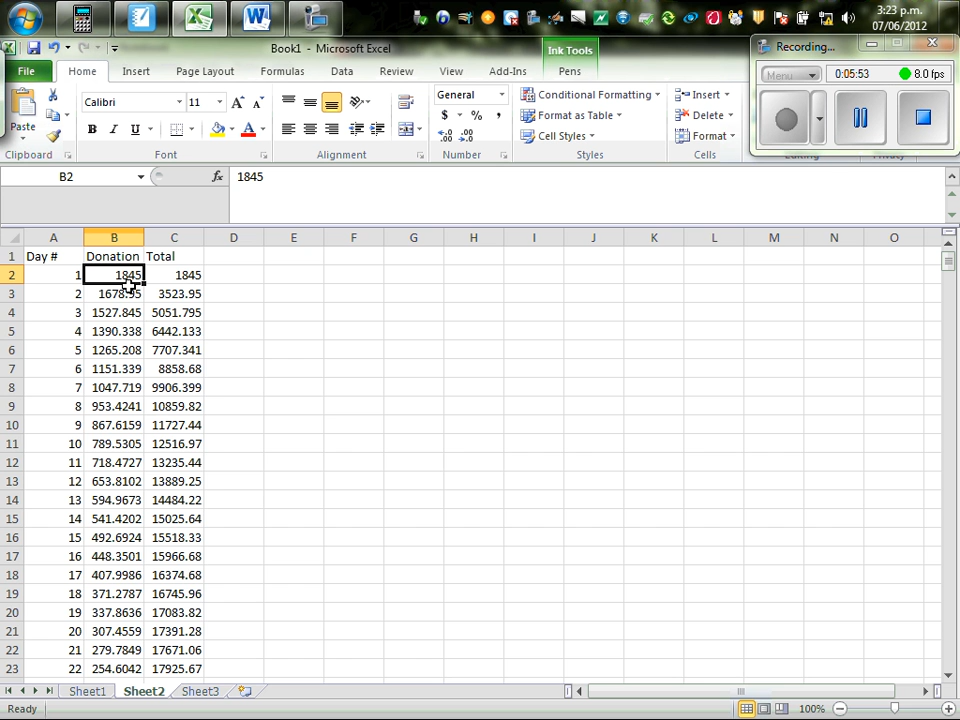 3:23 p.m.
07/06/2012
Book1 - Microsoft Excel
Ink Tools
Recording...
File Home Insert Page Layout Formulas Data Review View Add-Ins Pens
Menu 0:05:53 8.0 fps
Paste
Calibri 11
B I U
General
$ % ,
Conditional Formatting
Format as Table
Cell Styles
Insert
Delete
Format
Clipboard Font Alignment Number Styles Cells
B2 fx 1845
A B C D E F G H I J K L M N O
1 Day # Donation Total
2 1 1845 1845
3 2 1678.95 3523.95
4 3 1527.845 5051.795
5 4 1390.338 6442.133
6 5 1265.208 7707.341
7 6 1151.339 8858.68
8 7 1047.719 9906.399
9 8 953.4241 10859.82
10 9 867.6159 11727.44
11 10 789.5305 12516.97
12 11 718.4727 13235.44
13 12 653.8102 13889.25
14 13 594.9673 14484.22
15 14 541.4202 15025.64
16 15 492.6924 15518.33
17 16 448.3501 15966.68
18 17 407.9986 16374.68
19 18 371.2787 16745.96
20 19 337.8636 17083.82
21 20 307.4559 17391.28
22 21 279.7849 17671.06
23 22 254.6042 17925.67
Sheet1 Sheet2 Sheet3
Ready 100%